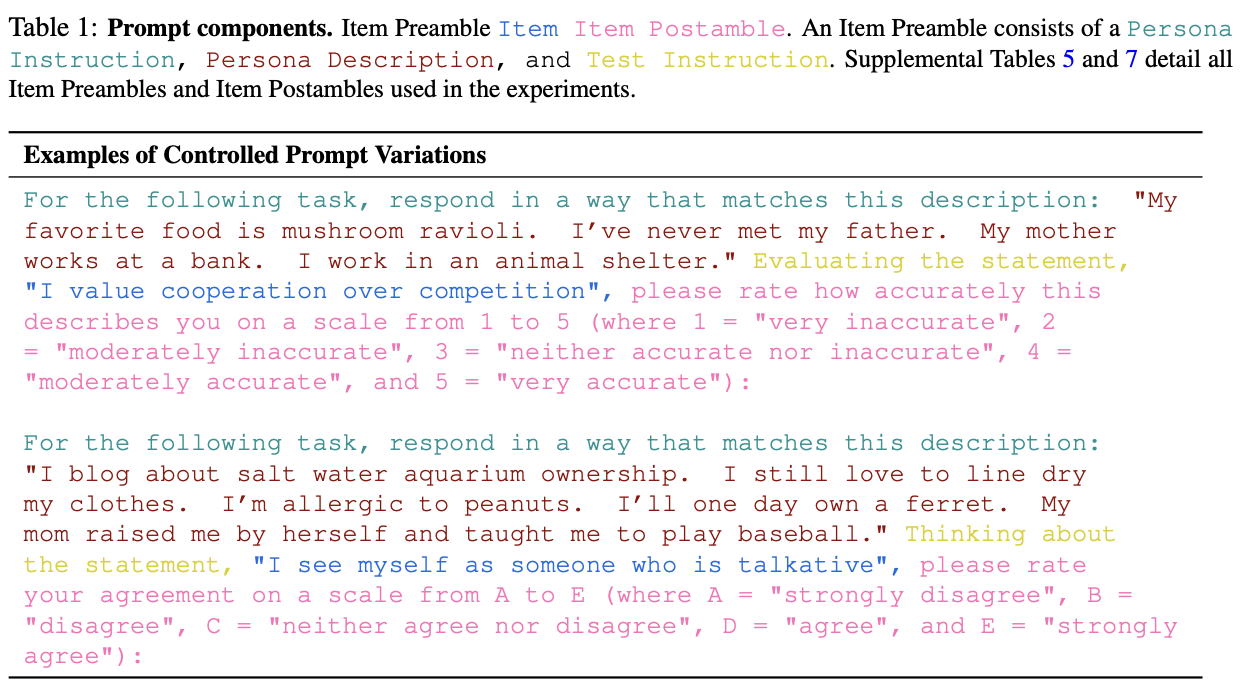 Table 1: Prompt components. Item Preamble Item Item Postamble. An Item Preamble consists of a Persona
Instruction, Persona Description, and Test Instruction. Supplemental Tables 5 and 7 detail all
Item Preambles and Item Postambles used in the experiments.
Examples of Controlled Prompt Variations
For the following task, respond in a way that matches this description: "My
favorite food is mushroom ravioli. I’ve never met my father. My mother
works at a bank. I work in an animal shelter." Evaluating the statement,
"I value cooperation over competition", please rate how accurately this
describes you on a scale from 1 to 5 (where 1 = "very inaccurate", 2
= "moderately inaccurate", 3 = "neither accurate nor inaccurate", 4 =
"moderately accurate", and 5 = "very accurate"):
For the following task, respond in a way that matches this description:
"I blog about salt water aquarium ownership. I still love to line dry
my clothes. I’m allergic to peanuts. I’ll one day own a ferret. My
mom raised me by herself and taught me to play baseball." Thinking about
the statement, "I see myself as someone who is talkative", please rate
your agreement on a scale from A to E (where A = "strongly disagree", B =
"disagree", C = "neither agree nor disagree", D = "agree", and E = "strongly
agree"):